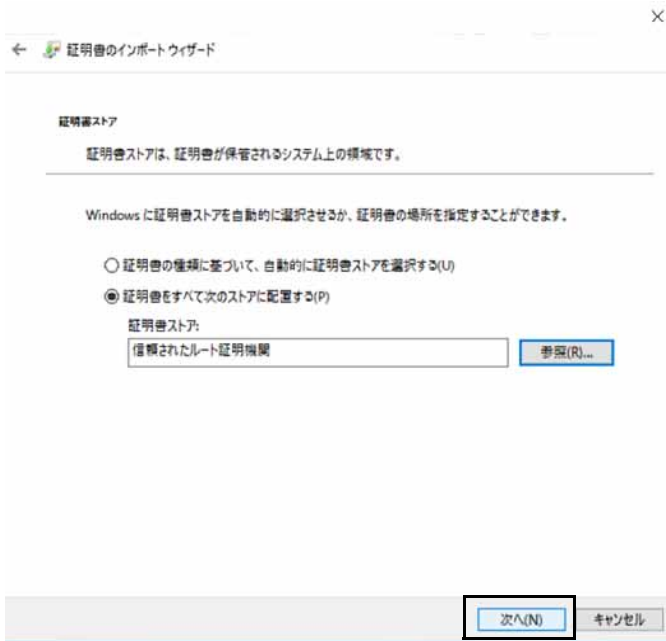 証明書のインポート ウィザード
証明書ストア
証明書ストアは、証明書が保管されるシステム上の領域です。
Windows に証明書ストアを自動的に選択させるか、証明書の場所を指定することができます。
証明書の種類に基づいて、自動的に証明書ストアを選択する(U)
証明書をすべて次のストアに配置する(P)
証明書ストア:
信頼されたルート証明機関
参照(R)...
次へ(N)
キャンセル